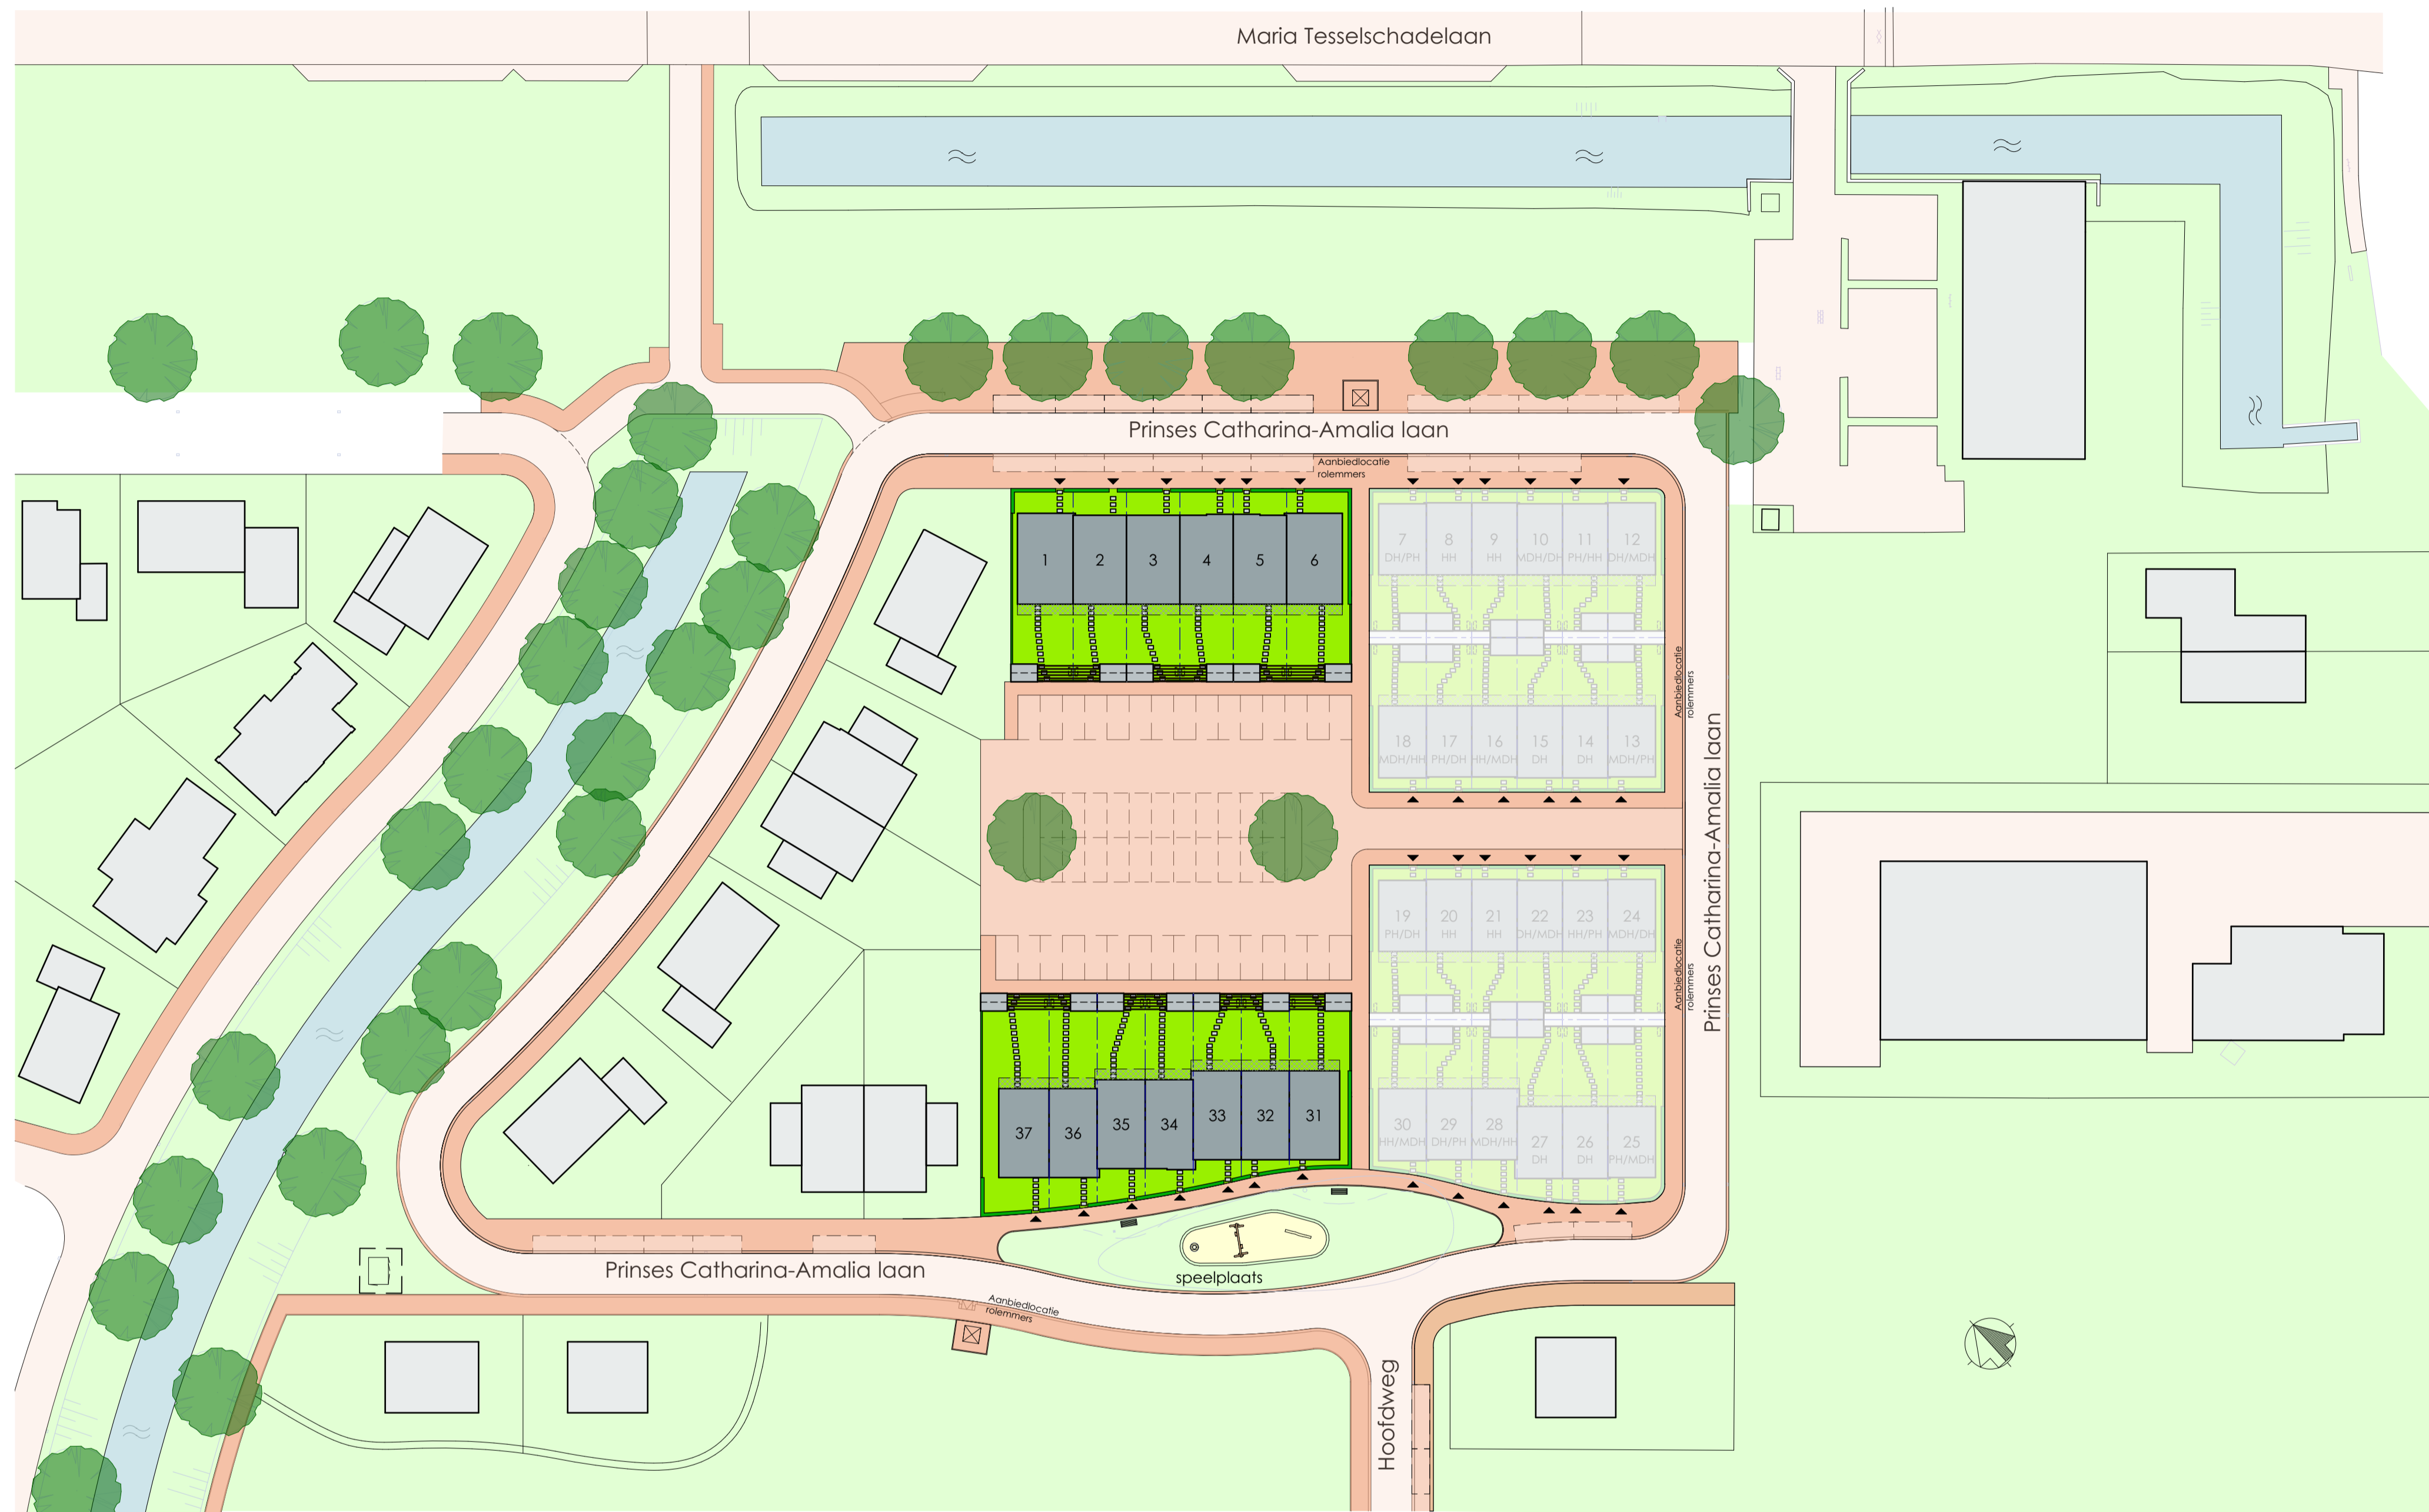 Maria Tesselschadelaan
Prinses Catharina-Amalia laan
Aanbiedlocatie
rolemmers
1
2
3
4
5
6
7
DH/PH
8
HH
9
HH
10
MDH/DH
11
PH/HH
12
DH/MDH
Aanbiedlocatie
rolemmers
18
MDH/HH
17
PH/DH
16
HH/MDH
15
DH
14
DH
13
MDH/PH
Prinses Catharina-Amalia laan
19
PH/DH
20
HH
21
HH
22
DH/MDH
23
HH/PH
24
MDH/DH
Aanbiedlocatie
rolemmers
37
36
35
34
33
32
31
30
HH/MDH
29
DH/PH
28
MDH/HH
27
DH
26
DH
25
PH/MDH
Prinses Catharina-Amalia laan
speelplaats
Aanbiedlocatie
rolemmers
Hoofdweg